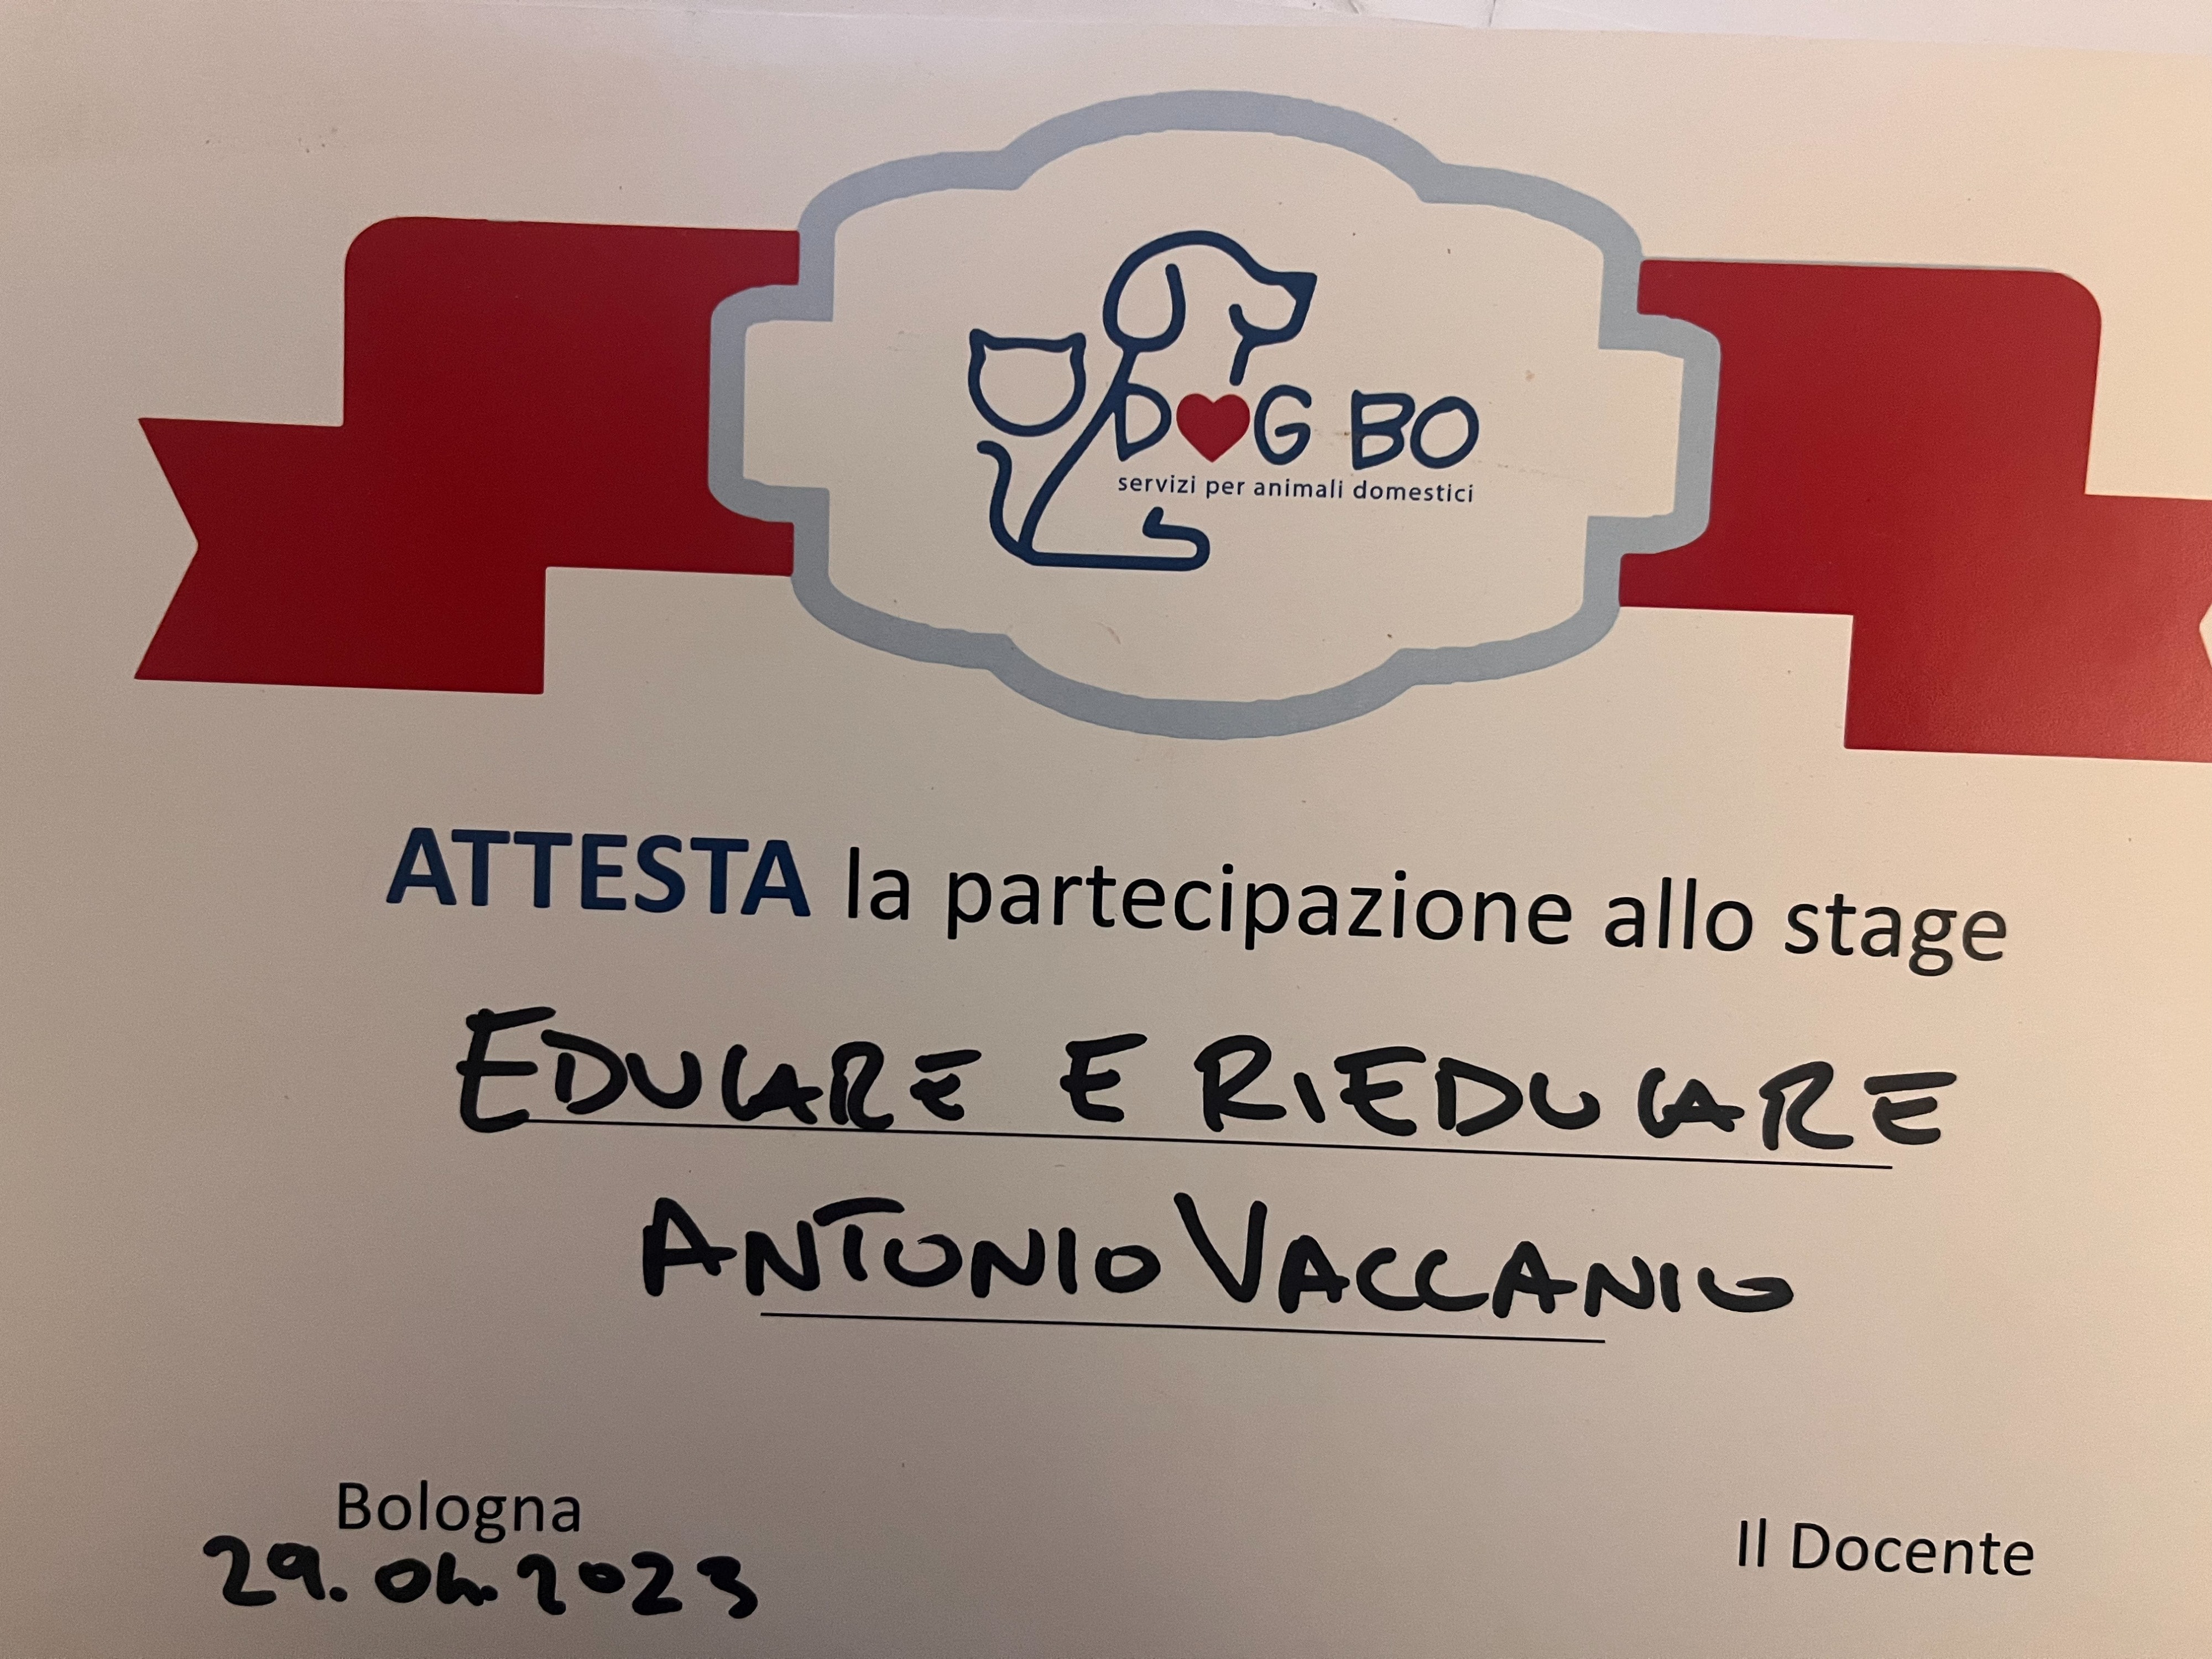 DOG BO
servizi per animali domestici
ATTESTA la partecipazione allo stage
EDUCARE E RIEDUCARE
ANTONIO VACCANIO
Bologna
29.04.2023
Il Docente